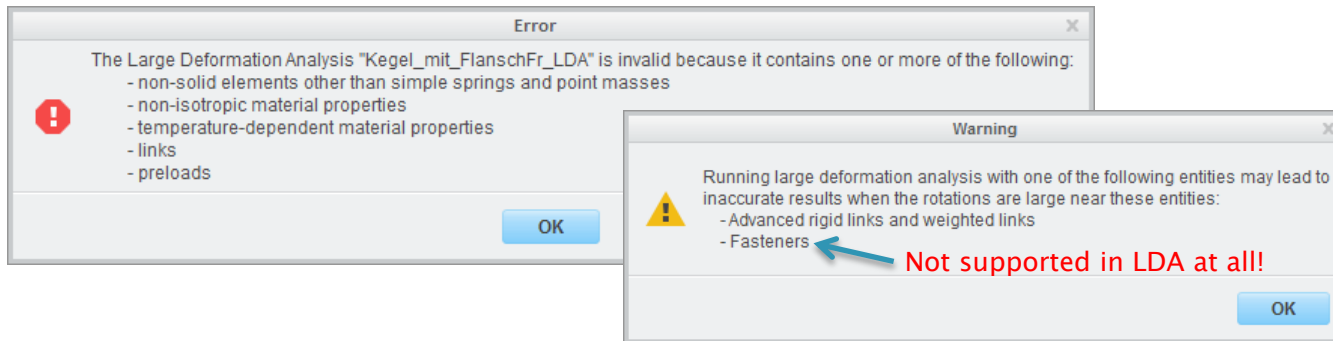 Error
The Large Deformation Analysis "Kegel_mit_FlanschFr_LDA" is invalid because it contains one or more of the following:
- non-solid elements other than simple springs and point masses
- non-isotropic material properties
- temperature-dependent material properties
- links
- preloads
OK
Warning
Running large deformation analysis with one of the following entities may lead to
inaccurate results when the rotations are large near these entities:
- Advanced rigid links and weighted links
- Fasteners
Not supported in LDA at all!
OK